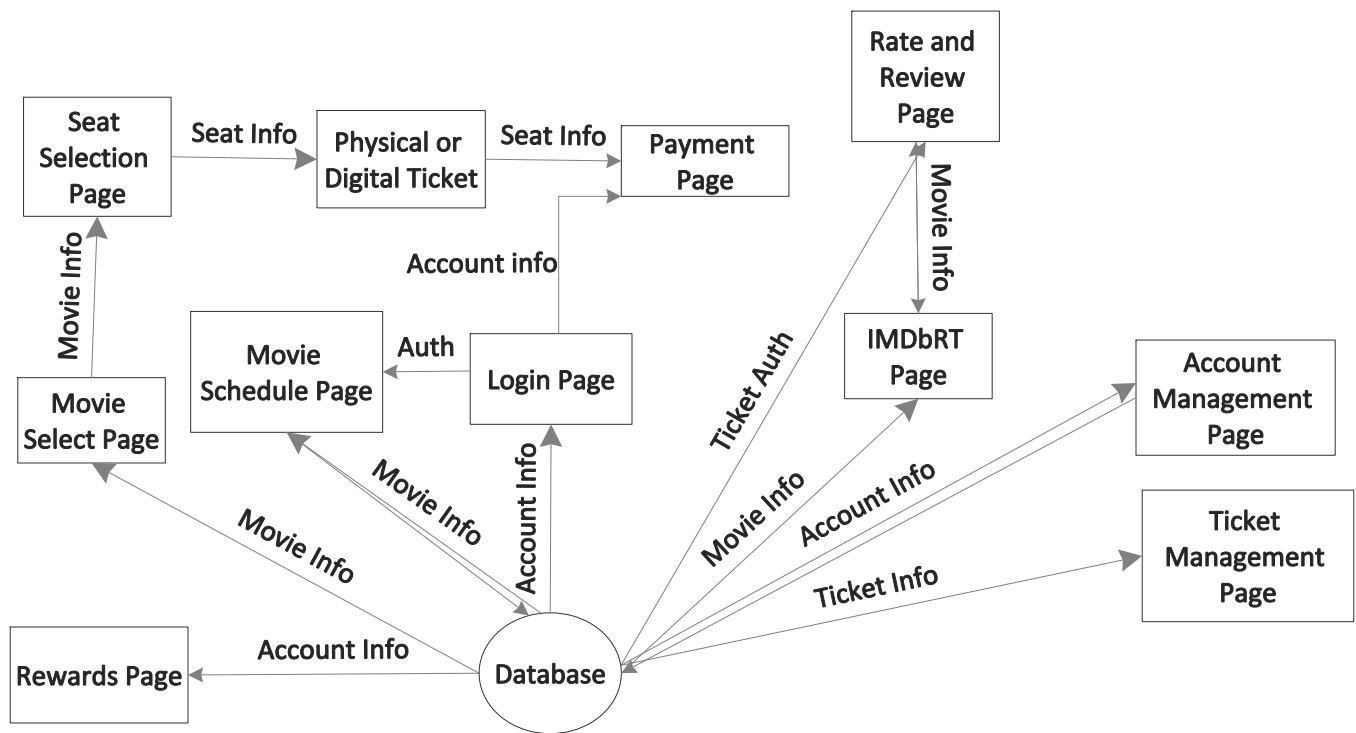 Rate and
Review
Page
Seat
Selection
Page
Seat Info
Physical or
Digital Ticket
Seat Info
Payment
Page
Movie Info
Movie Info
Account info
Movie
Schedule Page
Auth
Login Page
IMDbRT
Page
Account
Management
Page
Movie
Select Page
Ticket Auth
Movie Info
Movie Info
Account Info
Movie Info
Account Info
Ticket Info
Ticket
Management
Page
Rewards Page
Account Info
Database